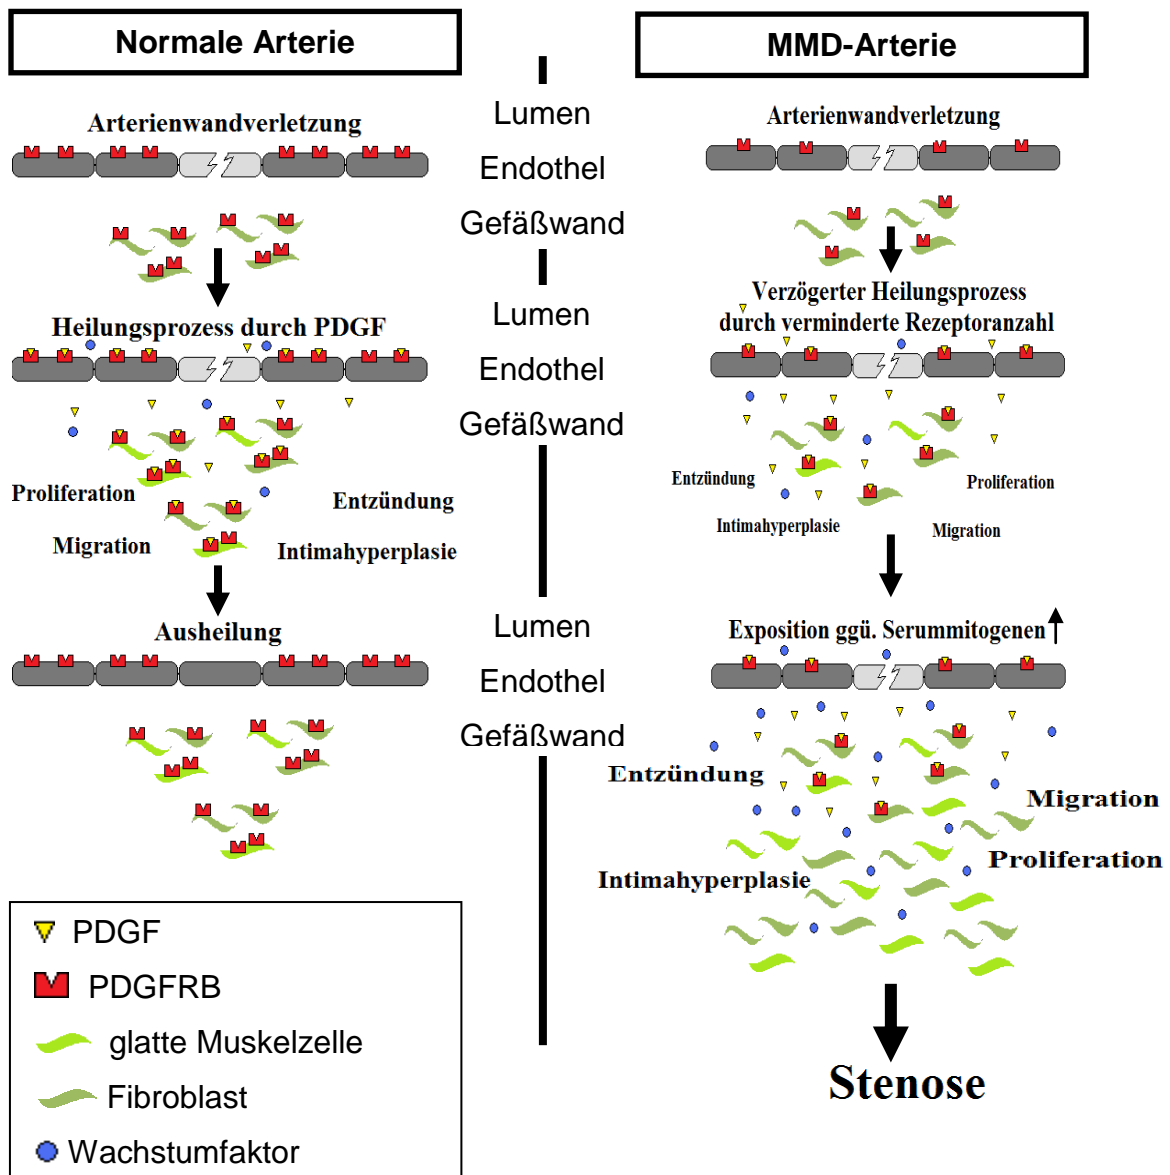 Normale Arterie
MMD-Arterie
Arterienwandverletzung
Lumen
Endothel
Gefäßwand
Arterienwandverletzung
Heilungsprozess durch PDGF
Lumen
Endothel
Gefäßwand
Verzögerter Heilungsprozess
durch verminderte Rezeptoranzahl
Proliferation
Entzündung
Migration
Intimahyperplasie
Entzündung
Proliferation
Intimahyperplasie
Migration
Ausheilung
Lumen
Endothel
Gefäßwand
Exposition ggü. Serummitogenen
Entzündung
Migration
Proliferation
Intimahyperplasie
Stenose
PDGF
PDGFRB
glatte Muskelzelle
Fibroblast
Wachstumfaktor